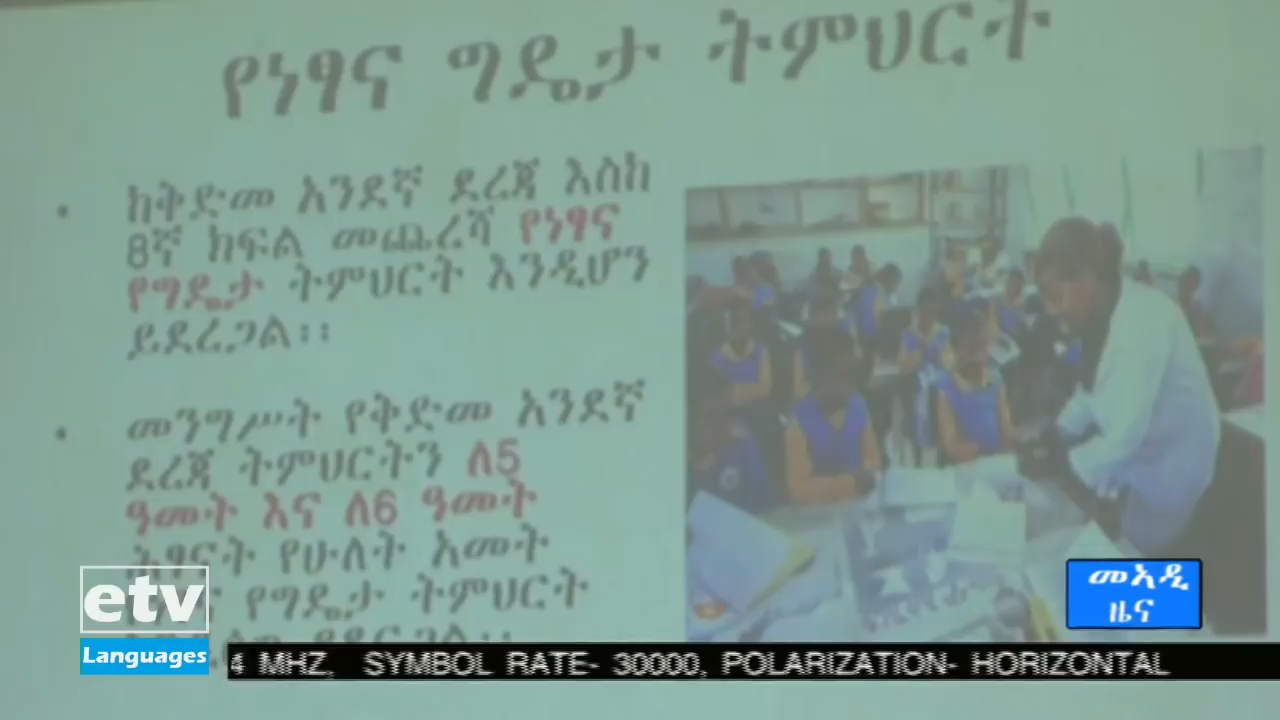 የነፃና ግዴታ ትምህርት
• ከቅድመ አንደኛ ደረጃ እስከ
8ኛ ክፍል መጨረሻ የነፃና
የግዴታ ትምህርት እንዲሆን
ይደረጋል፡፡
• መንግሥት የቅድመ አንደኛ
ደረጃ ትምህርትን ለ5
ዓመት እና ለ6 ዓመት
ሕፃናት የሁለት አመት
የግዴታ ትምህርት
etv
Languages
መአዲ
ዜና
4 MHZ, SYMBOL RATE- 30000, POLARIZATION- HORIZONTAL